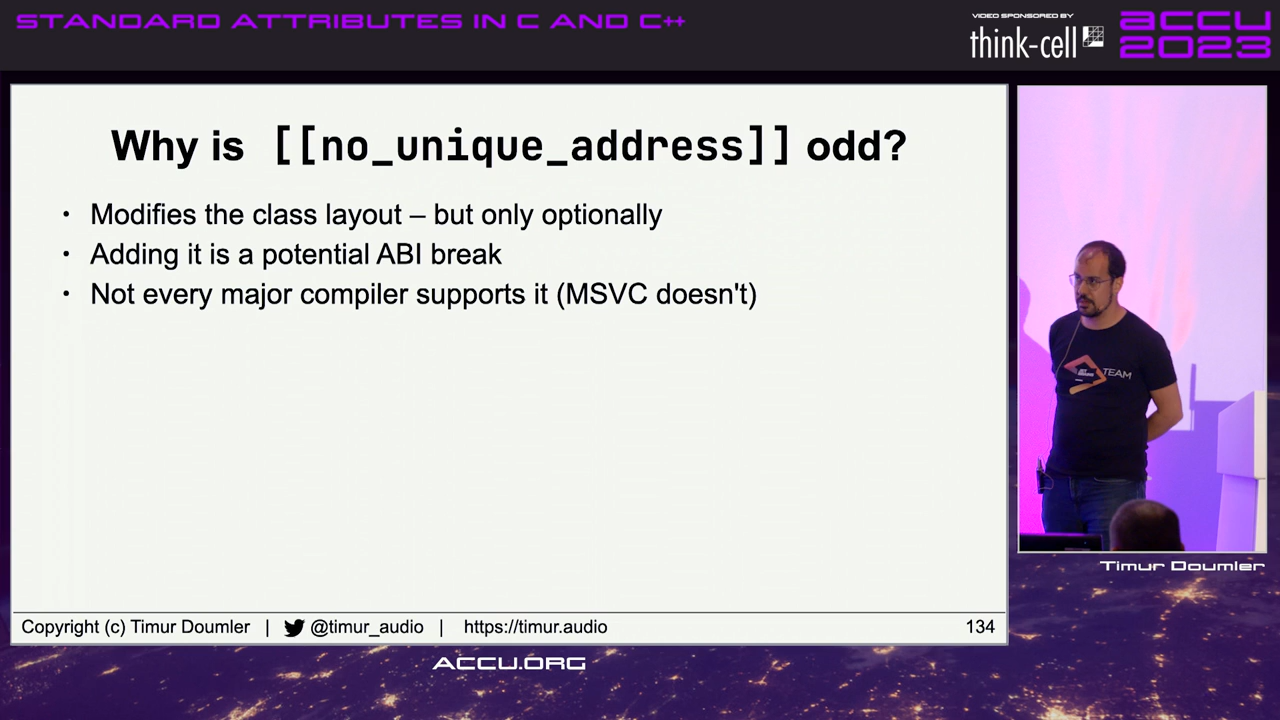 STANDARD ATTRIBUTES IN C AND C++
VIDEO SPONSORED BY
think-cell
accu
2023
Why is [[no_unique_address]] odd?
• Modifies the class layout – but only optionally
• Adding it is a potential ABI break
• Not every major compiler supports it (MSVC doesn't)
TEAM
Timur Doumler
Copyright (c) Timur Doumler | @timur_audio | https://timur.audio 134
ACCU.ORG